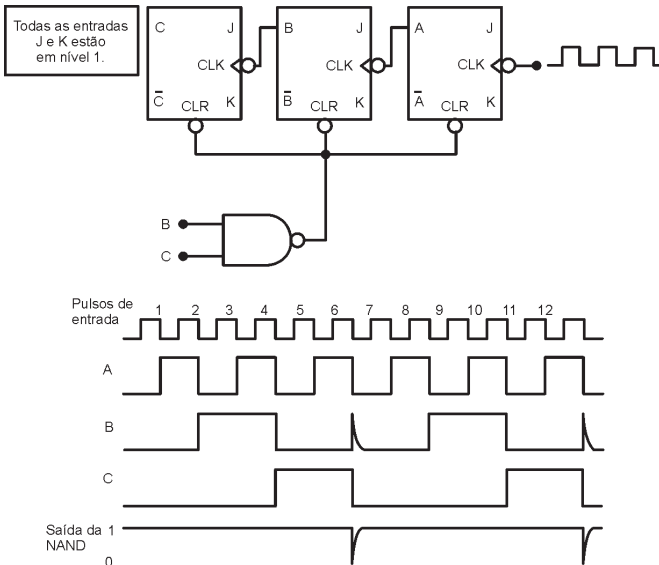 Todas as entradas
J e K estão
em nível 1.
C J B J A J
CLK CLK CLK
C̅ CLR K B̅ CLR K A̅ CLR K
B
C
Pulsos de
entrada
1 2 3 4 5 6 7 8 9 10 11 12
A
B
C
Saída da 1
NAND
0